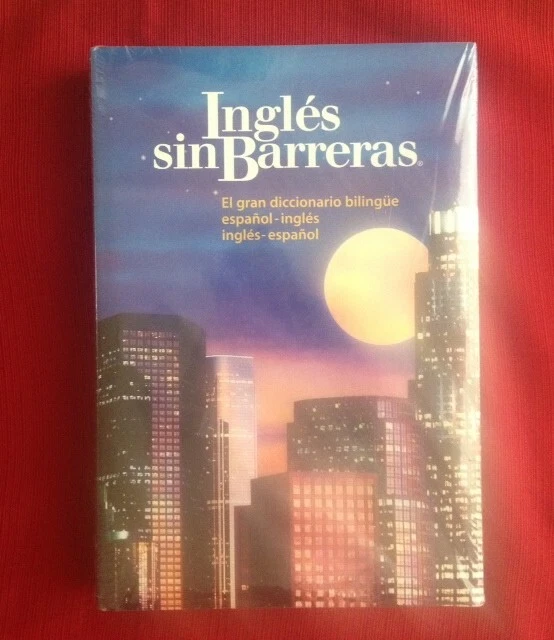 Inglés
sin Barreras®
El gran diccionario bilingüe
español-inglés
inglés-español